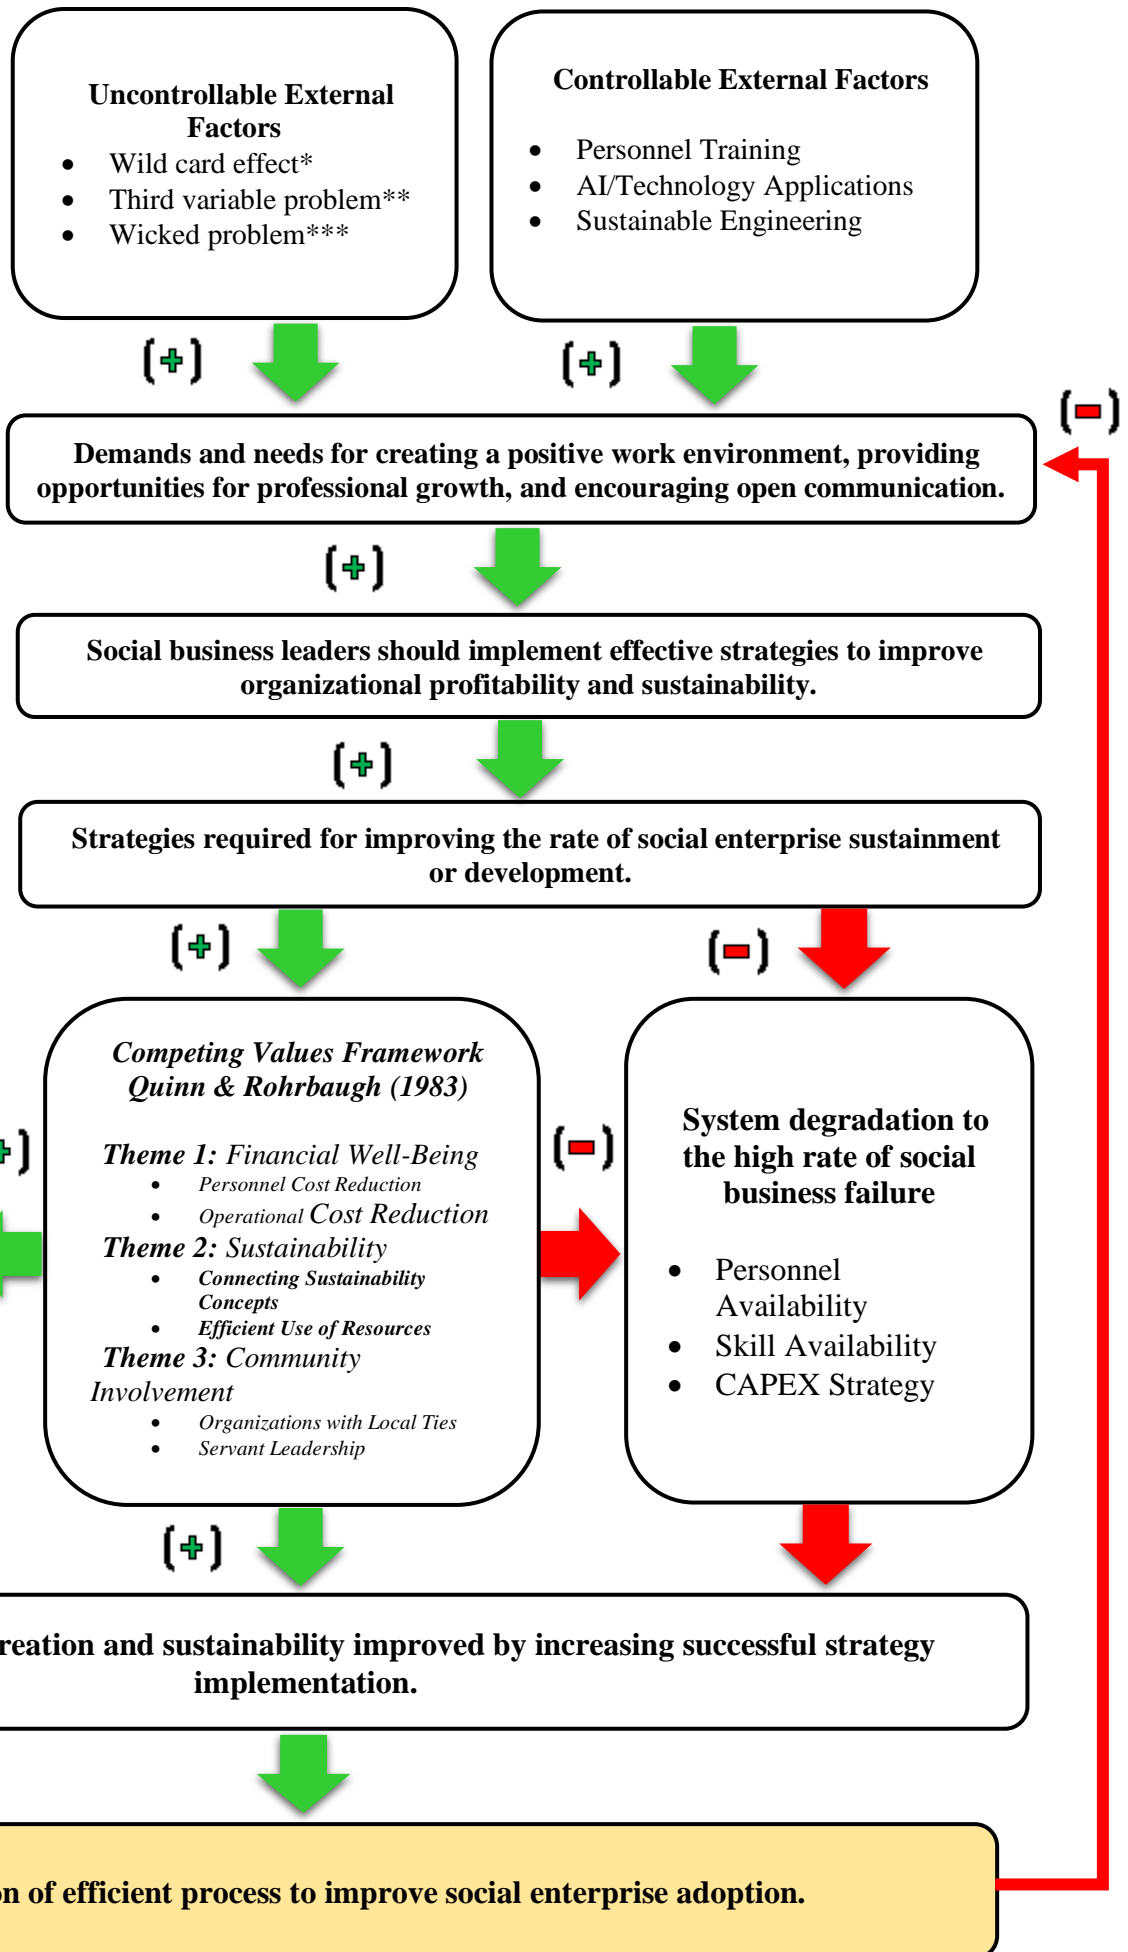 Uncontrollable External
Factors
• Wild card effect*
• Third variable problem**
• Wicked problem***
Controllable External Factors
• Personnel Training
• AI/Technology Applications
• Sustainable Engineering
(+)
(+)
(-)
Demands and needs for creating a positive work environment, providing
opportunities for professional growth, and encouraging open communication.
(+)
Social business leaders should implement effective strategies to improve
organizational profitability and sustainability.
(+)
Strategies required for improving the rate of social enterprise sustainment
or development.
(+)
(-)
Competing Values Framework
Quinn & Rohrbaugh (1983)
Theme 1: Financial Well-Being
• Personnel Cost Reduction
• Operational Cost Reduction
Theme 2: Sustainability
• Connecting Sustainability
Concepts
• Efficient Use of Resources
Theme 3: Community
Involvement
• Organizations with Local Ties
• Servant Leadership
+)
(-)
System degradation to
the high rate of social
business failure
• Personnel
Availability
• Skill Availability
• CAPEX Strategy
(+)
reation and sustainability improved by increasing successful strategy
implementation.
on of efficient process to improve social enterprise adoption.